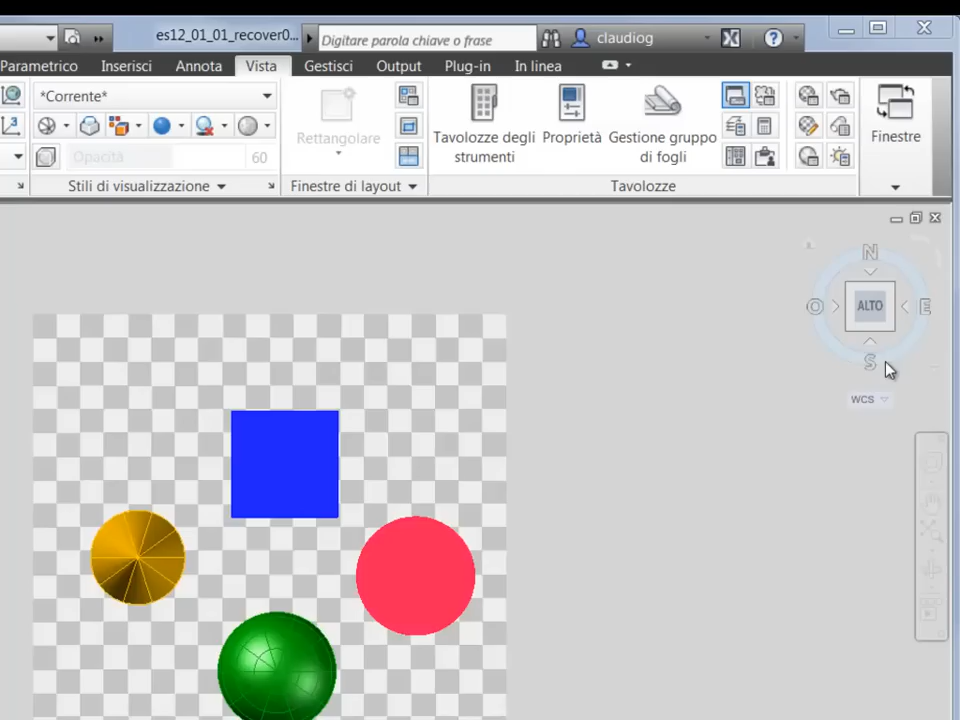 es12_01_01_recover0... Digitare parola chiave o frase claudiog
Parametrico Inserisci Annota Vista Gestisci Output Plug-in In linea
*Corrente*
Rettangolare
Tavolozze degli
strumenti
Proprietà
Gestione gruppo
di fogli
Finestre
Opacità 60
Stili di visualizzazione Finestre di layout Tavolozze
N
O ALTO E
S
WCS